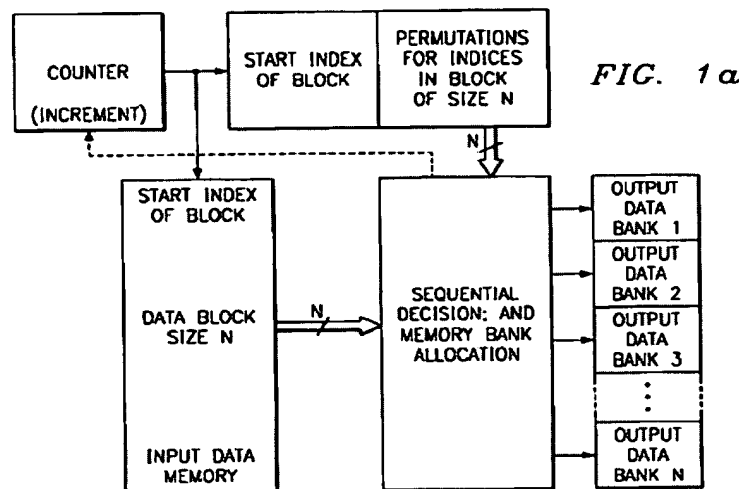 COUNTER
(INCREMENT)
START INDEX
OF BLOCK
PERMUTATIONS
FOR INDICES
IN BLOCK
OF SIZE N
FIG. 1a
N
START INDEX
OF BLOCK
DATA BLOCK
SIZE N
INPUT DATA
MEMORY
N
SEQUENTIAL
DECISION; AND
MEMORY BANK
ALLOCATION
OUTPUT
DATA
BANK 1
OUTPUT
DATA
BANK 2
OUTPUT
DATA
BANK 3
OUTPUT
DATA
BANK N